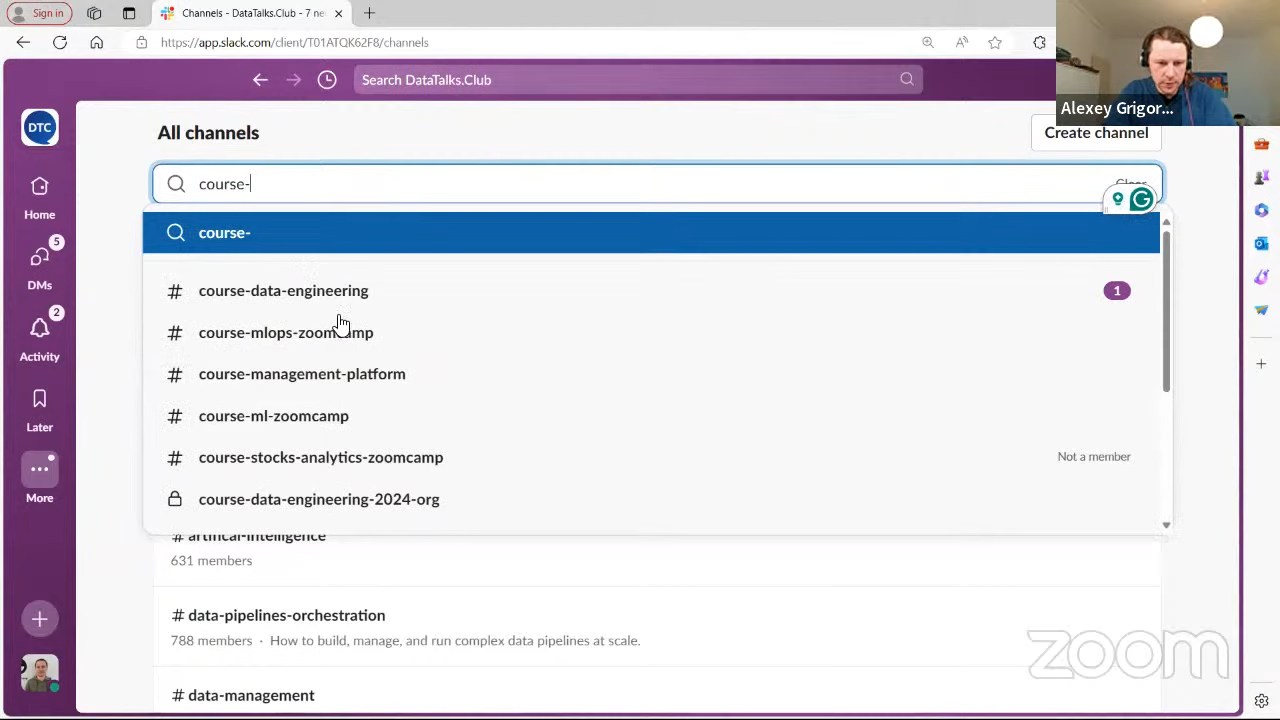 Sign in
Channels - DataTalks.Club - 7 ne
https://app.slack.com/client/T01ATQK62F8/channels
Search DataTalks.Club
Alexey Grigor...
DTC
All channels
Create channel
course-
Clear
course-
Home
course-data-engineering
1
5
DMs
course-mlops-zoomcamp
2
Activity
course-management-platform
course-ml-zoomcamp
Later
course-stocks-analytics-zoomcamp
Not a member
More
course-data-engineering-2024-org
# artifical-intelligence
631 members
# data-pipelines-orchestration
788 members · How to build, manage, and run complex data pipelines at scale.
zoom
# data-management